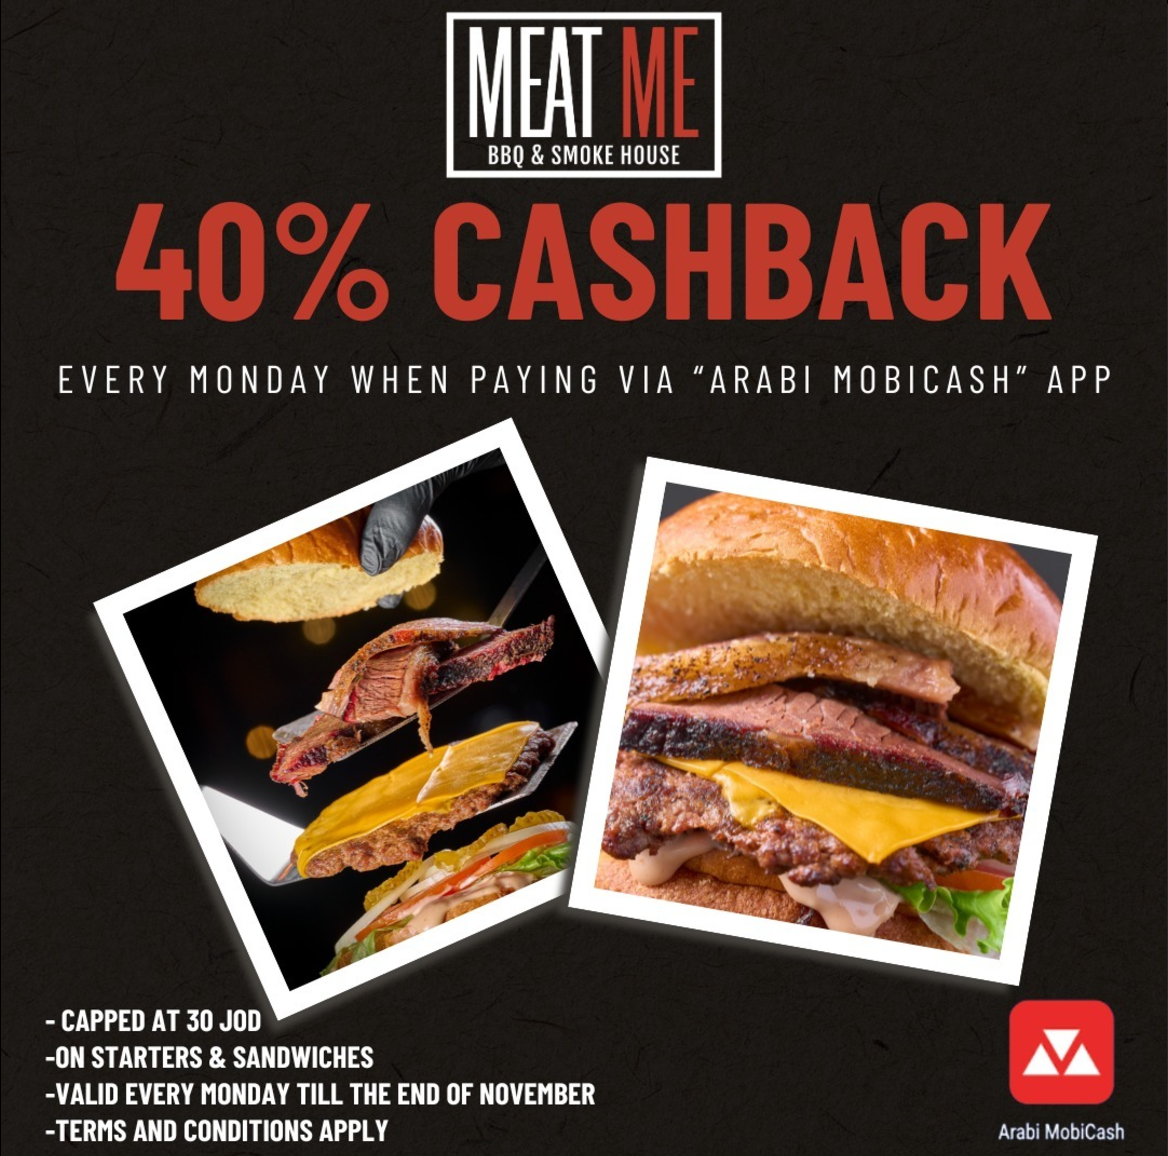 MEAT ME
BBQ & SMOKE HOUSE
40% CASHBACK
EVERY MONDAY WHEN PAYING VIA “ARABI MOBICASH” APP
- CAPPED AT 30 JOD
-ON STARTERS & SANDWICHES
-VALID EVERY MONDAY TILL THE END OF NOVEMBER
-TERMS AND CONDITIONS APPLY
Arabi MobiCash